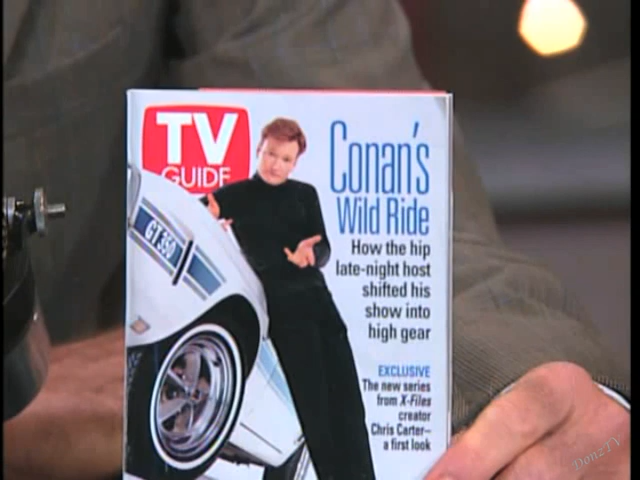 TV
GUIDE
Conan's
Wild Ride
How the hip
late-night host
shifted his
show into
high gear
GT 350
EXCLUSIVE
The new series
from X-Files
creator
Chris Carter–
a first look
DonzTV